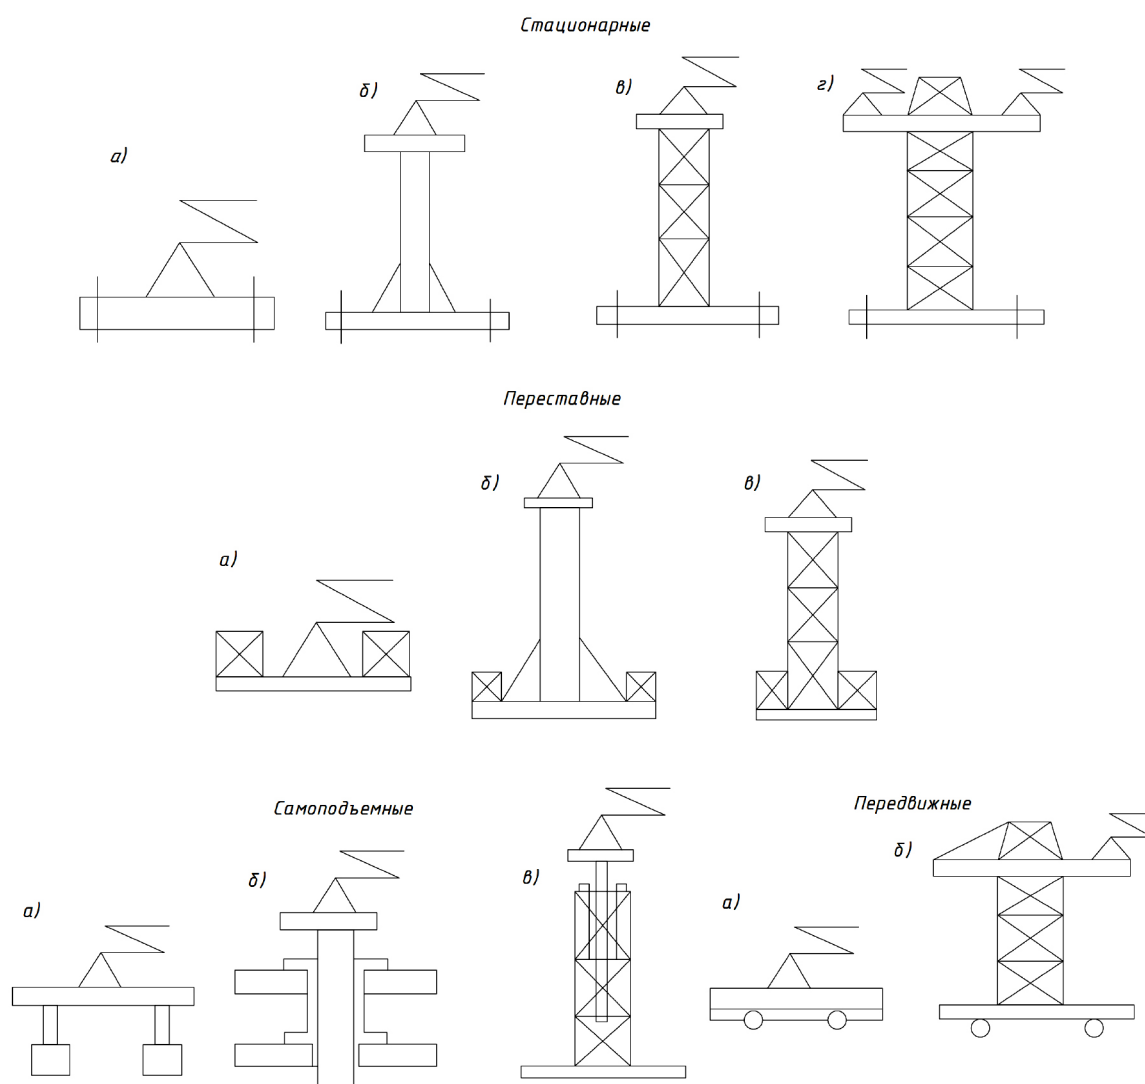 Стационарные
а)
б)
в)
г)
Переставные
а)
б)
в)
Самоподъемные
а)
б)
в)
Передвижные
а)
б)